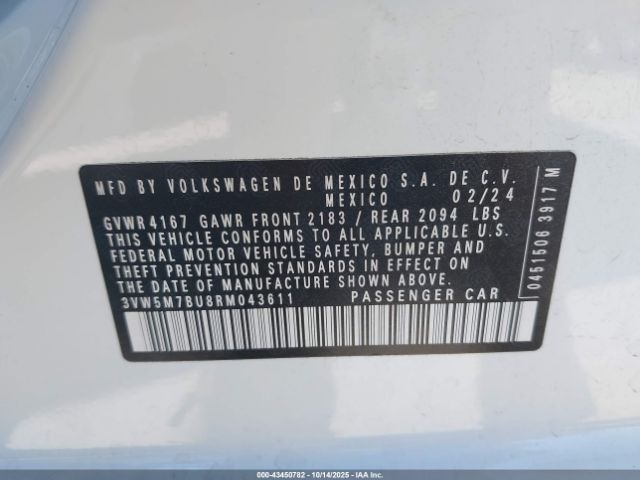 MFD BY VOLKSWAGEN DE MEXICO S.A. DE C.V.
MEXICO 02/24
GVWR 4167 GAWR FRONT 2183 / REAR 2094 LBS
THIS VEHICLE CONFORMS TO ALL APPLICABLE U.S.
FEDERAL MOTOR VEHICLE SAFETY, BUMPER AND
THEFT PREVENTION STANDARDS IN EFFECT ON THE
DATE OF MANUFACTURE SHOWN ABOVE.
3VW5M7BU8RM043611 PASSENGER CAR
0451506 3917 M
000-43450782 - 10/14/2025 - IAA, Inc.